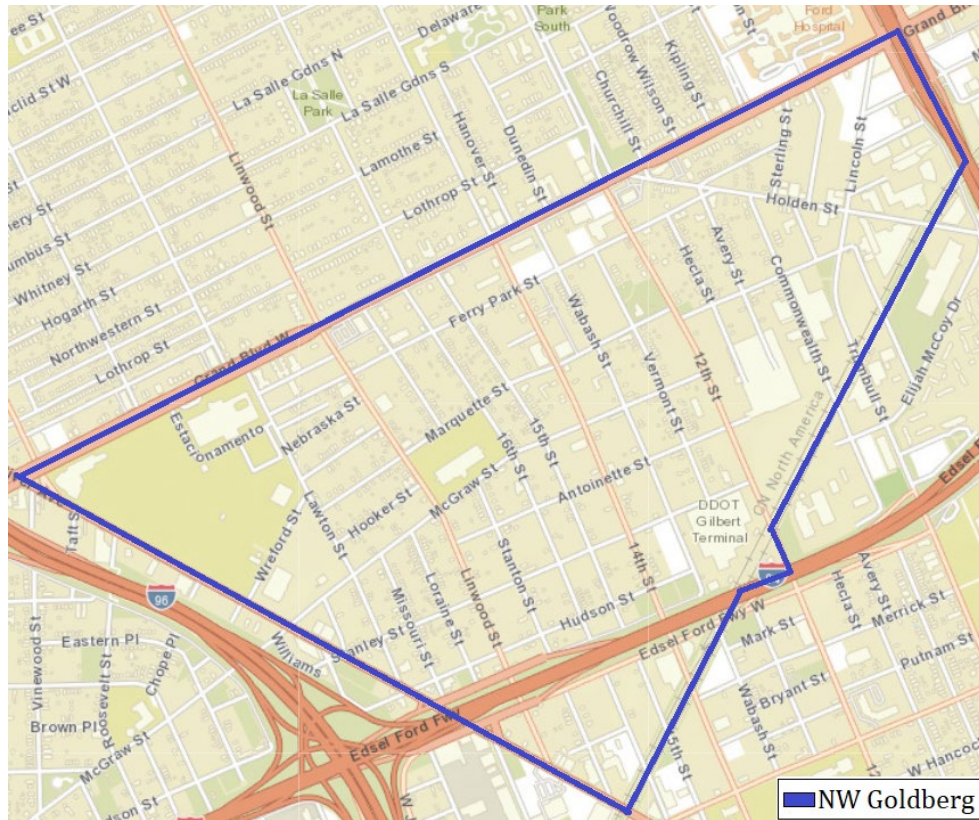 Park
South
Ford
Hospital
La Salle Gdns N
La Salle
Park
La Salle Gdns S
Woodrow Wilson St
Kipling St
Churchill St
Linwood St
Lamothe St
Hanover St
Dunedin St
Sterling St
Lincoln St
Lothrop St
Holden St
Whitney St
Hogarth St
Northwestern St
Lothrop St
Grand Blvd W
Ferry Park St
Wabash St
Hecla St
Avery St
Commonwealth St
Vermont St
12th St
Trumbull St
Elijah McCoy Dr
CN North America
Estacionamento
Nebraska St
Marquette St
15th St
16th St
McGraw St
Hooker St
Antoinette St
Lawton St
Wreford St
DDOT
Gilbert
Terminal
Taft S
Stanton St
14th St
Linwood St
Loraine St
Missouri St
Stanley St
Hudson St
96
Williams
Edsel Ford Fwy W
Edsel Ford Fwy
Eastern Pl
Vinewood St
Roosevelt St
Chope Pl
Brown Pl
McGraw St
Mark St
Bryant St
Wabash St
15th St
Hecla St
Avery St
Merrick St
Putnam St
W Hancoc
NW Goldberg